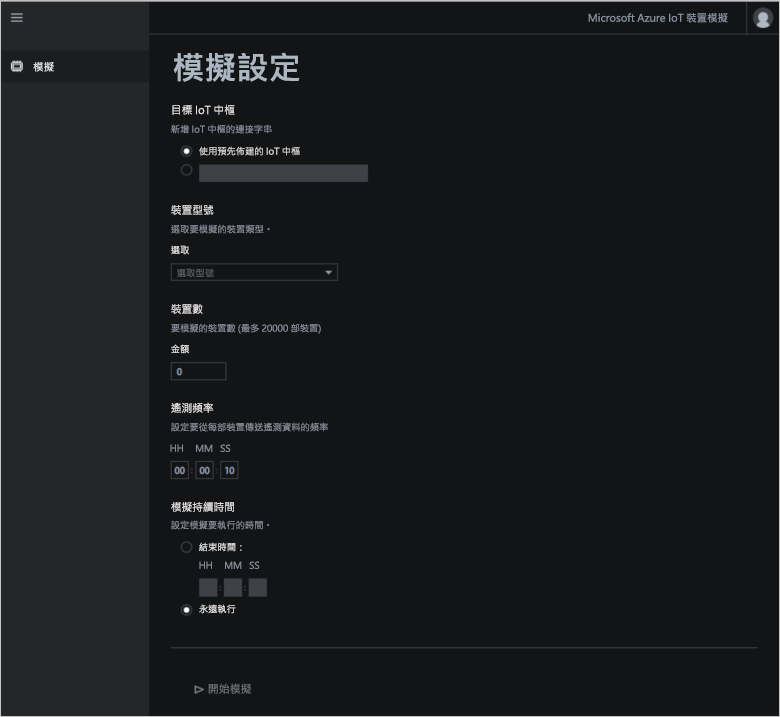 Microsoft Azure IoT 裝置模擬
模擬
模擬設定
目標 IoT 中樞
新增 IoT 中樞的連接字串
使用預先佈建的 IoT 中樞
裝置型號
選取要模擬的裝置類型。
選取
選取型號
裝置數
要模擬的裝置數 (最多 20000 部裝置)
金額
0
遙測頻率
設定要從每部裝置傳送遙測資料的頻率
HH MM SS
00 : 00 : 10
模擬持續時間
設定模擬要執行的時間。
結束時間：
HH MM SS
: :
永遠執行
開始模擬